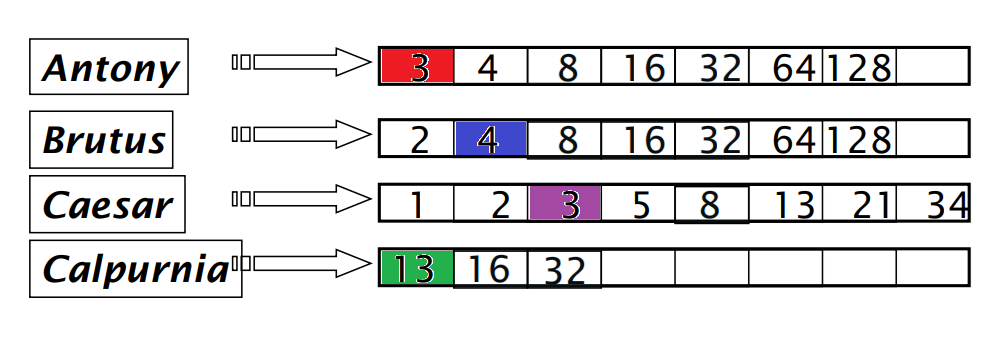 Antony 3 4 8 16 32 64 128
Brutus 2 4 8 16 32 64 128
Caesar 1 2 3 5 8 13 21 34
Calpurnia 13 16 32